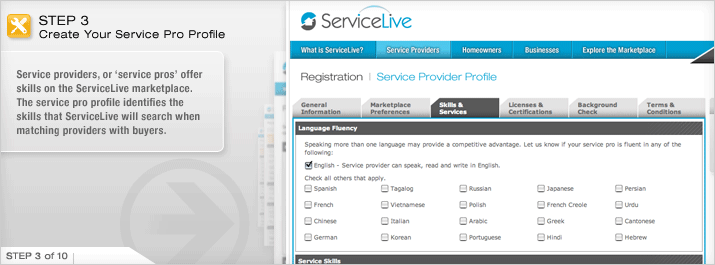 STEP 3
Create Your Service Pro Profile
Service providers, or ‘service pros’ offer
skills on the ServiceLive marketplace.
The service pro profile identifies the
skills that ServiceLive will search when
matching providers with buyers.
STEP 3 of 10
ServiceLive
What is ServiceLive? Service Providers Homeowners Businesses Explore the Marketplace
Registration | Service Provider Profile
General Information Marketplace Preferences Skills & Services Licenses & Certifications Background Check Terms & Conditions
Language Fluency
Speaking more than one language may provide a competitive advantage. Let us know if your service pro is fluent in any of the
following:
English - Service provider can speak, read and write in English.
Check all others that apply.
Spanish Tagalog Russian Japanese Persian
French Vietnamese Polish French Creole Urdu
Chinese Italian Arabic Greek Cantonese
German Korean Portuguese Hindi Hebrew
Service Skills